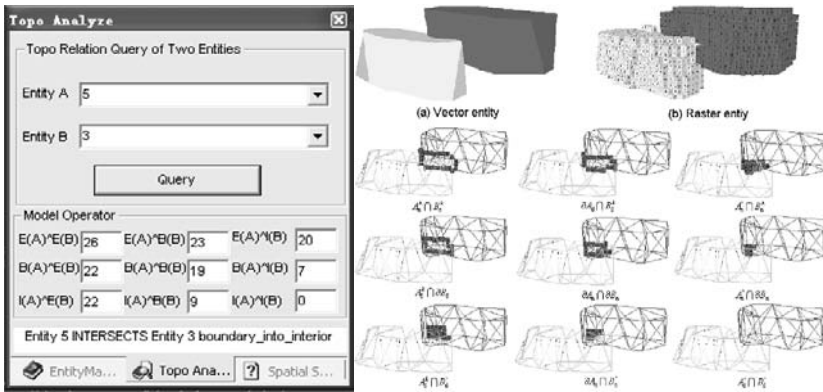 Topo Analyze
Topo Relation Query of Two Entities
Entity A 5
Entity B 3
Query
Model Operator
E(A)^E(B) 26 E(A)^B(B) 23 E(A)^I(B) 20
B(A)^E(B) 22 B(A)^B(B) 19 B(A)^I(B) 7
I(A)^E(B) 22 I(A)^B(B) 9 I(A)^I(B) 0
Entity 5 INTERSECTS Entity 3 boundary_into_interior
EntityMa... Topo Ana... Spatial S...
(a) Vector entity (b) Raster entiy